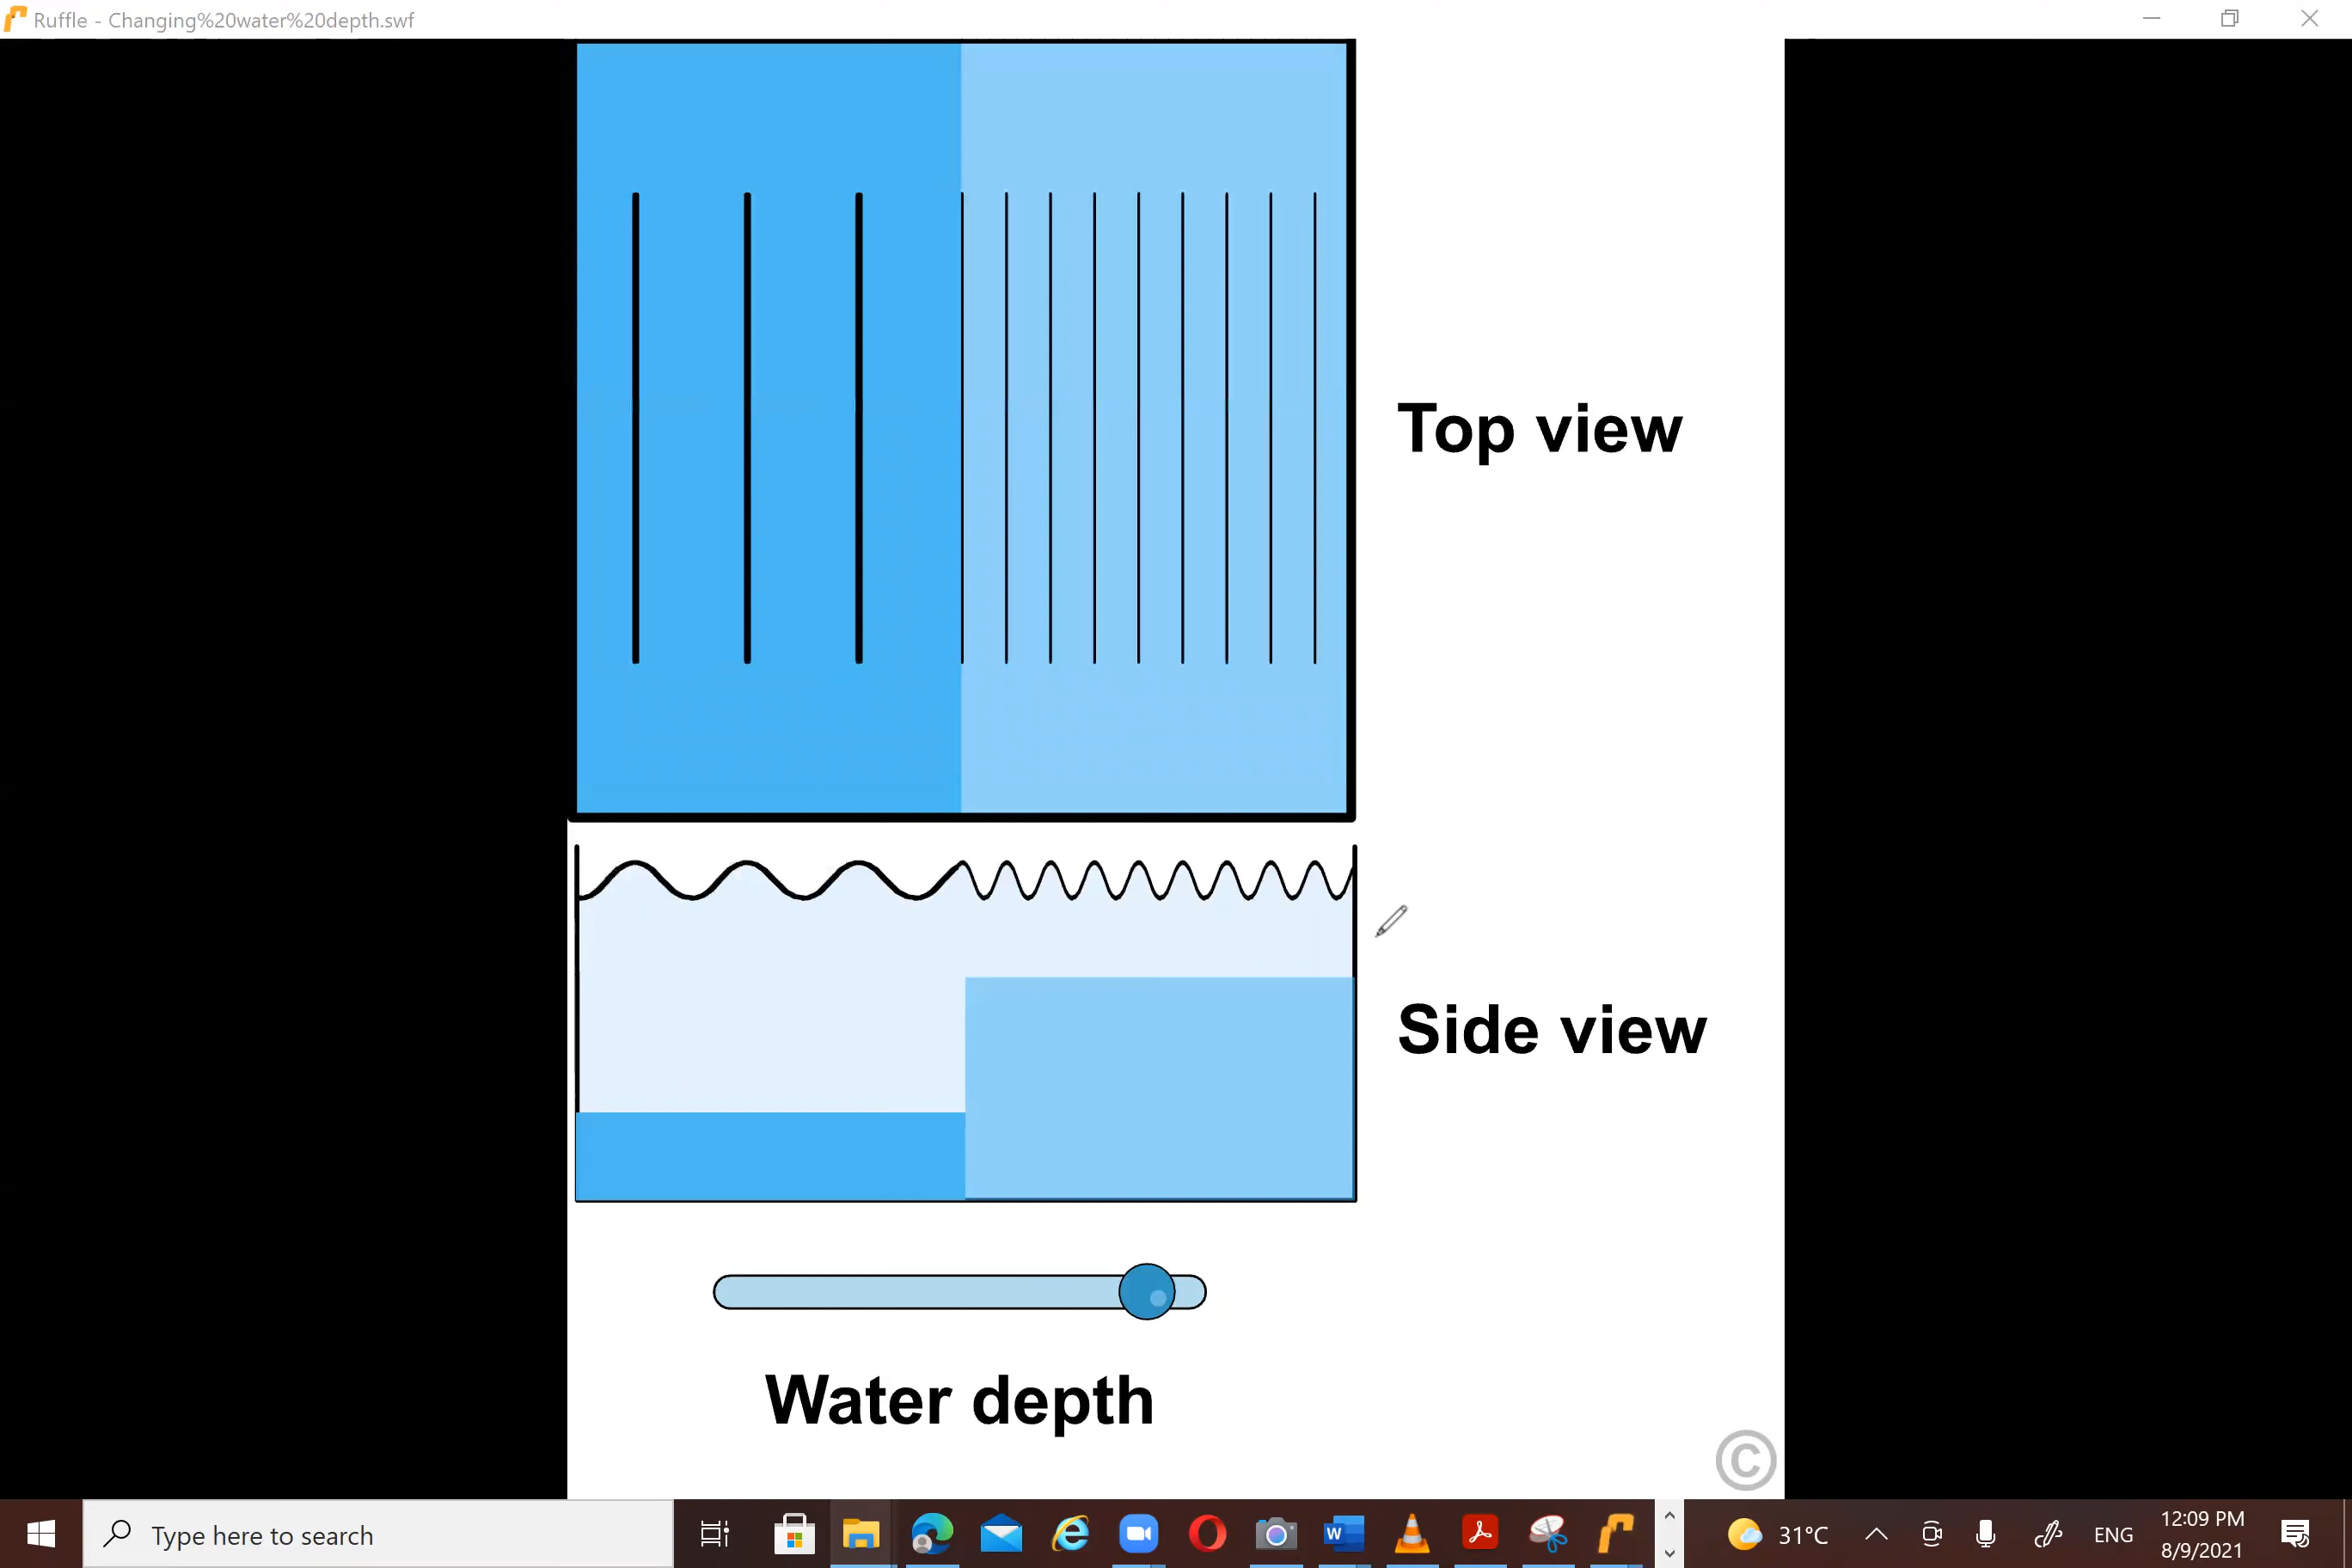 Ruffle - Changing%20water%20depth.swf
Top view
Side view
Water depth
©
Type here to search
W
31°C
ENG
12:09 PM
8/9/2021